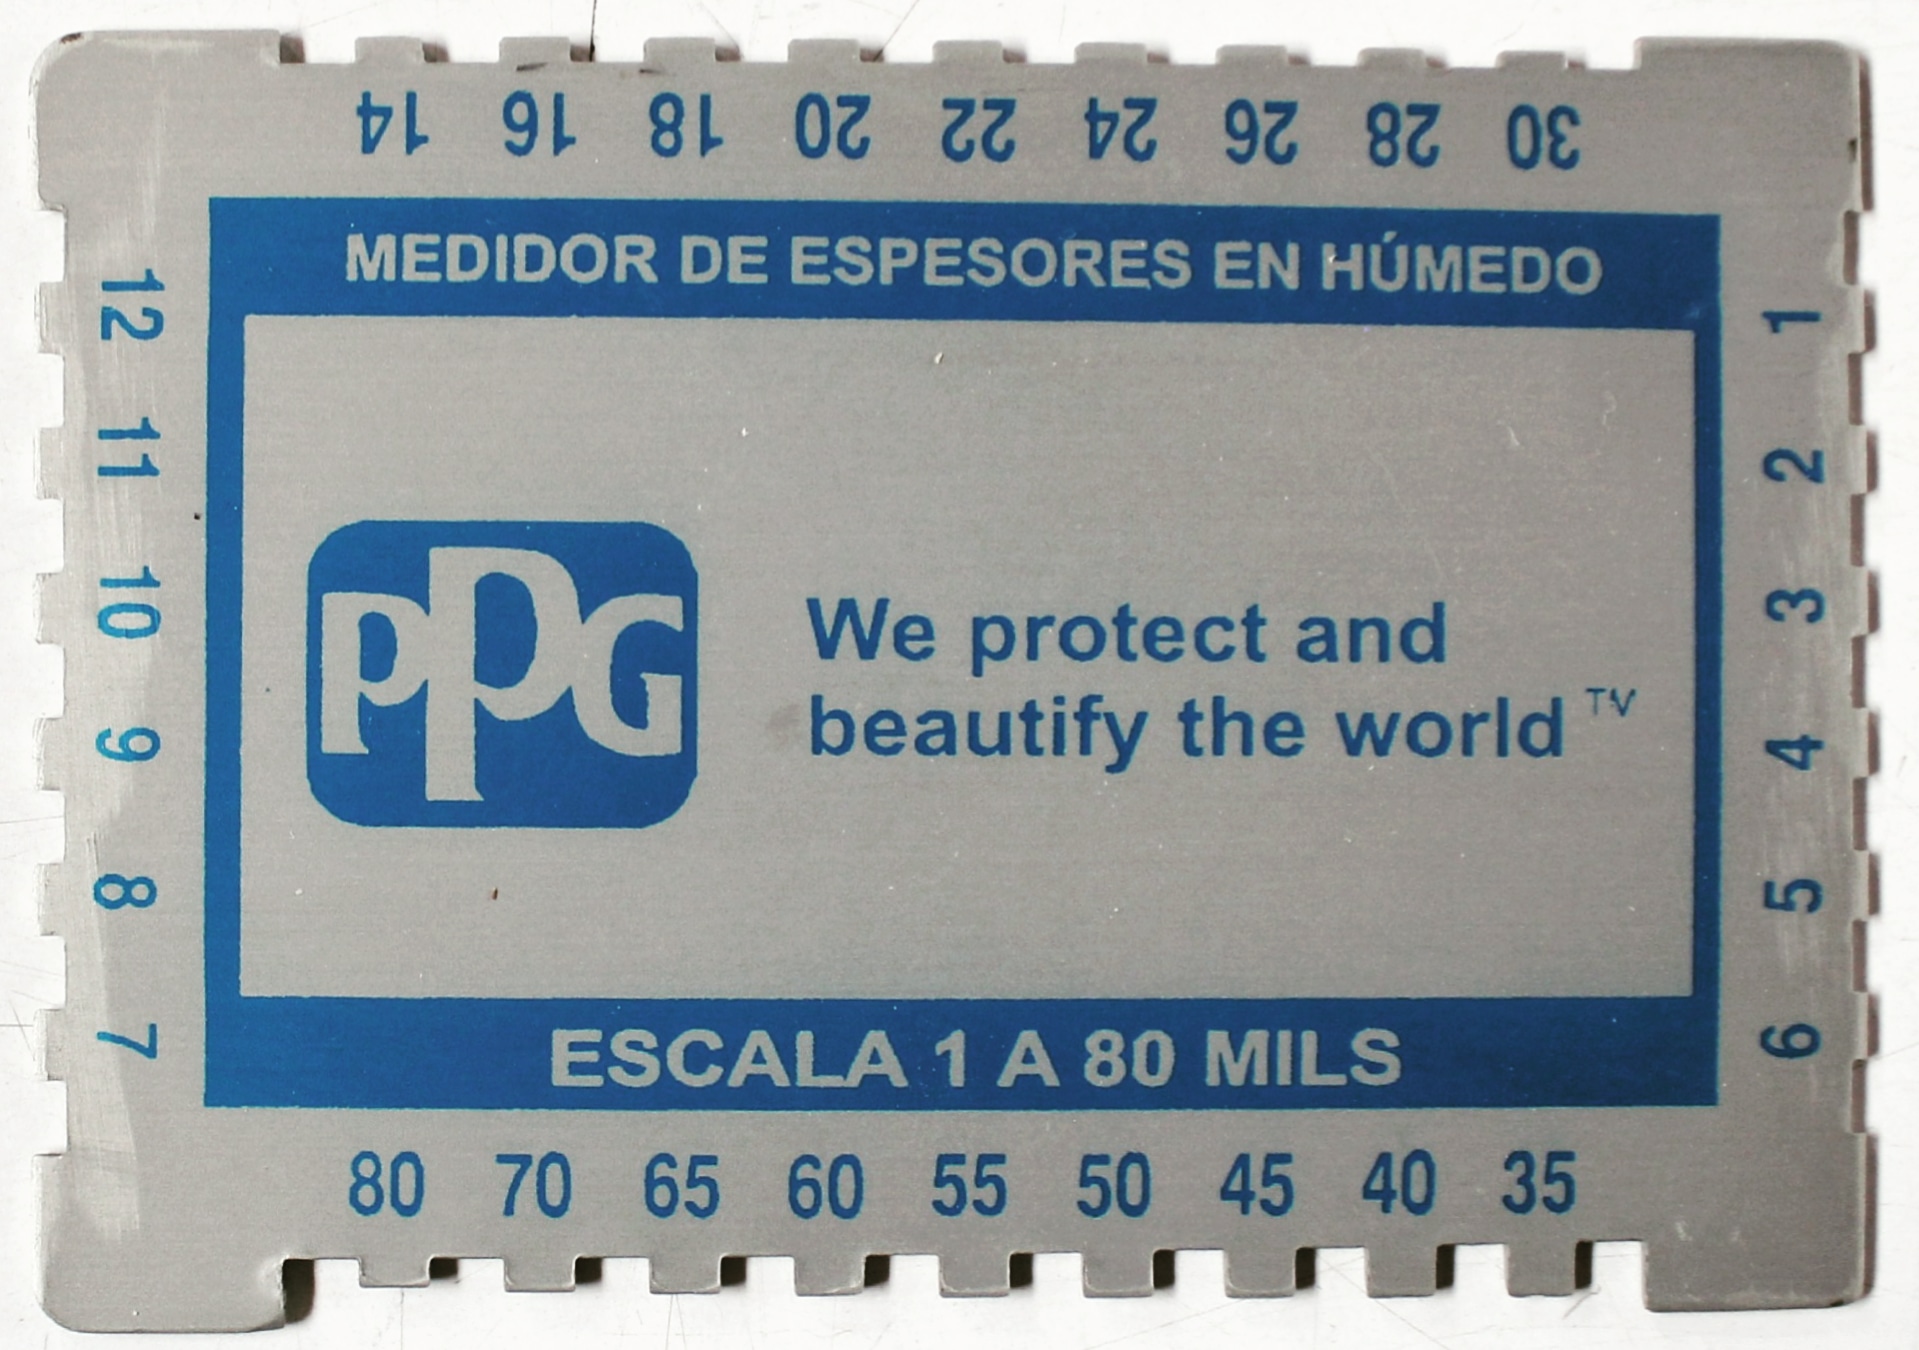 14 16 18 20 22 24 26 28 30
MEDIDOR DE ESPESORES EN HÚMEDO
12
11
10
9
8
7
PPG
We protect and
beautify the world™
1
2
3
4
5
6
ESCALA 1 A 80 MILS
80 70 65 60 55 50 45 40 35